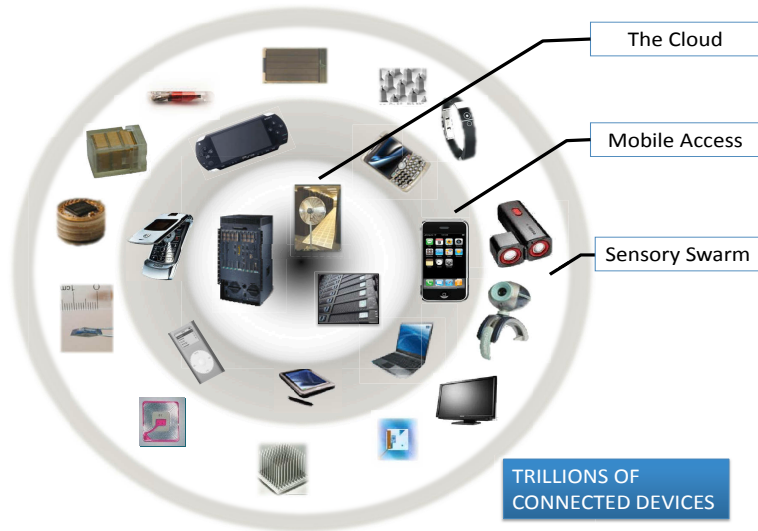 The Cloud
Mobile Access
Sensory Swarm
TRILLIONS OF
CONNECTED DEVICES